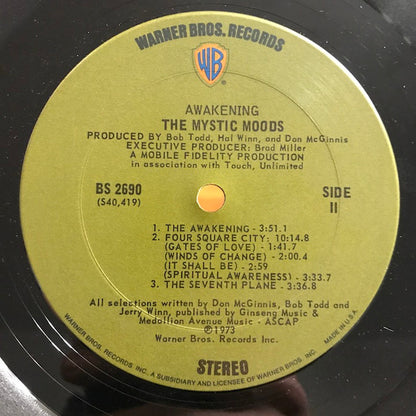 WARNER BROS. RECORDS
WB
AWAKENING
THE MYSTIC MOODS
PRODUCED BY Bob Todd, Hal Winn, and Don McGinnis
EXECUTIVE PRODUCER: Brad Miller
A MOBILE FIDELITY PRODUCTION
in association with Touch, Unlimited
BS 2690
(S40,419)
SIDE
II
1. THE AWAKENING - 3:51.1
2. FOUR SQUARE CITY: 10:14.8
(GATES OF LOVE) - 1:41.7
(WINDS OF CHANGE) - 2:00.4
(IT SHALL BE) - 2:59
(SPIRITUAL AWARENESS) - 3:33.7
3. THE SEVENTH PLANE - 3:36.8
All selections written by Don McGinnis, Bob Todd and
Jerry Winn, published by Ginseng Music &
Medallion Avenue Music - ASCAP
℗1973
Warner Bros. Records Inc.
STEREO
WARNER BROS. RECORDS INC., A SUBSIDIARY AND LICENSEE OF WARNER BROS. INC. MADE IN U.S.A.